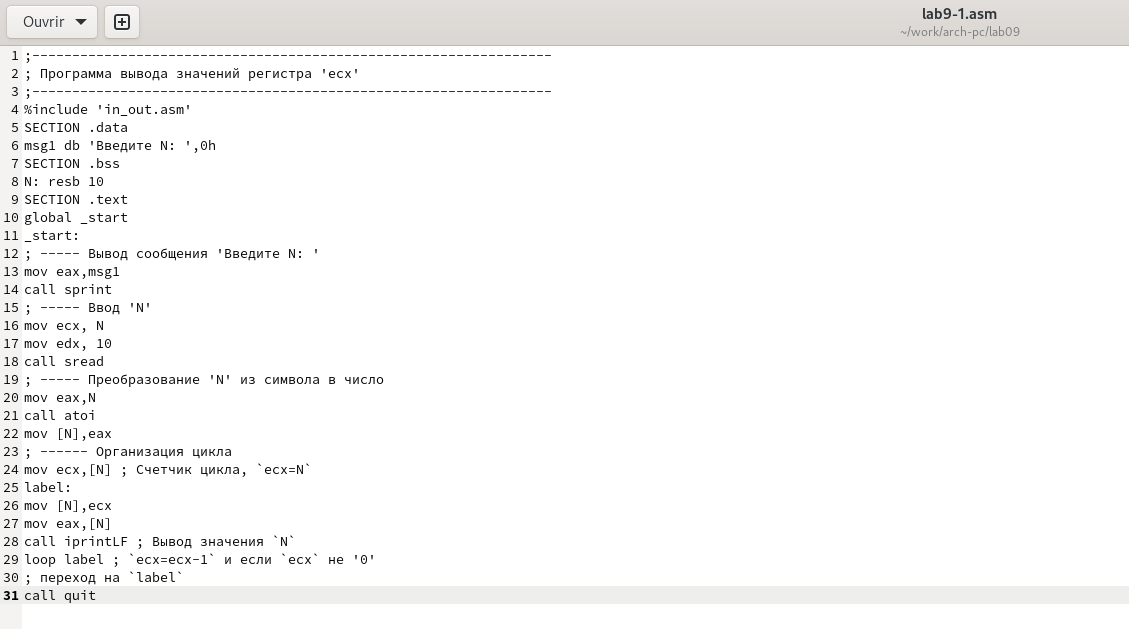 Ouvrir
lab9-1.asm
~/work/arch-pc/lab09
1 ;-----------------------------------------------------------------
2 ; Программа вывода значений регистра 'ecx'
3 ;-----------------------------------------------------------------
4 %include 'in_out.asm'
5 SECTION .data
6 msg1 db 'Введите N: ',0h
7 SECTION .bss
8 N: resb 10
9 SECTION .text
10 global _start
11 _start:
12 ; ----- Вывод сообщения 'Введите N: '
13 mov eax,msg1
14 call sprint
15 ; ----- Ввод 'N'
16 mov ecx, N
17 mov edx, 10
18 call sread
19 ; ----- Преобразование 'N' из символа в число
20 mov eax,N
21 call atoi
22 mov [N],eax
23 ; ------ Организация цикла
24 mov ecx,[N] ; Счетчик цикла, `ecx=N`
25 label:
26 mov [N],ecx
27 mov eax,[N]
28 call iprintLF ; Вывод значения `N`
29 loop label ; `ecx=ecx-1` и если `ecx` не '0'
30 ; переход на `label`
31 call quit